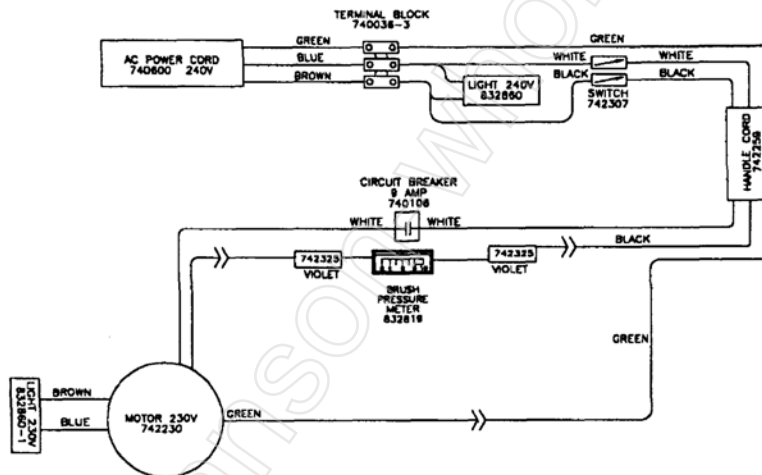 TERMINAL BLOCK
740036-3
GREEN
GREEN
AC POWER CORD
740600 240V
BLUE
BROWN
WHITE
WHITE
BLACK
BLACK
LIGHT 240V
832860
SWITCH
742307
HANDLE CORD
742259
CIRCUIT BREAKER
9 AMP
740106
WHITE
WHITE
BLACK
742325
VIOLET
742325
VIOLET
BRUSH
PRESSURE
METER
832819
GREEN
LIGHT 230V
832860-1
BROWN
BLUE
MOTOR 230V
742230
GREEN